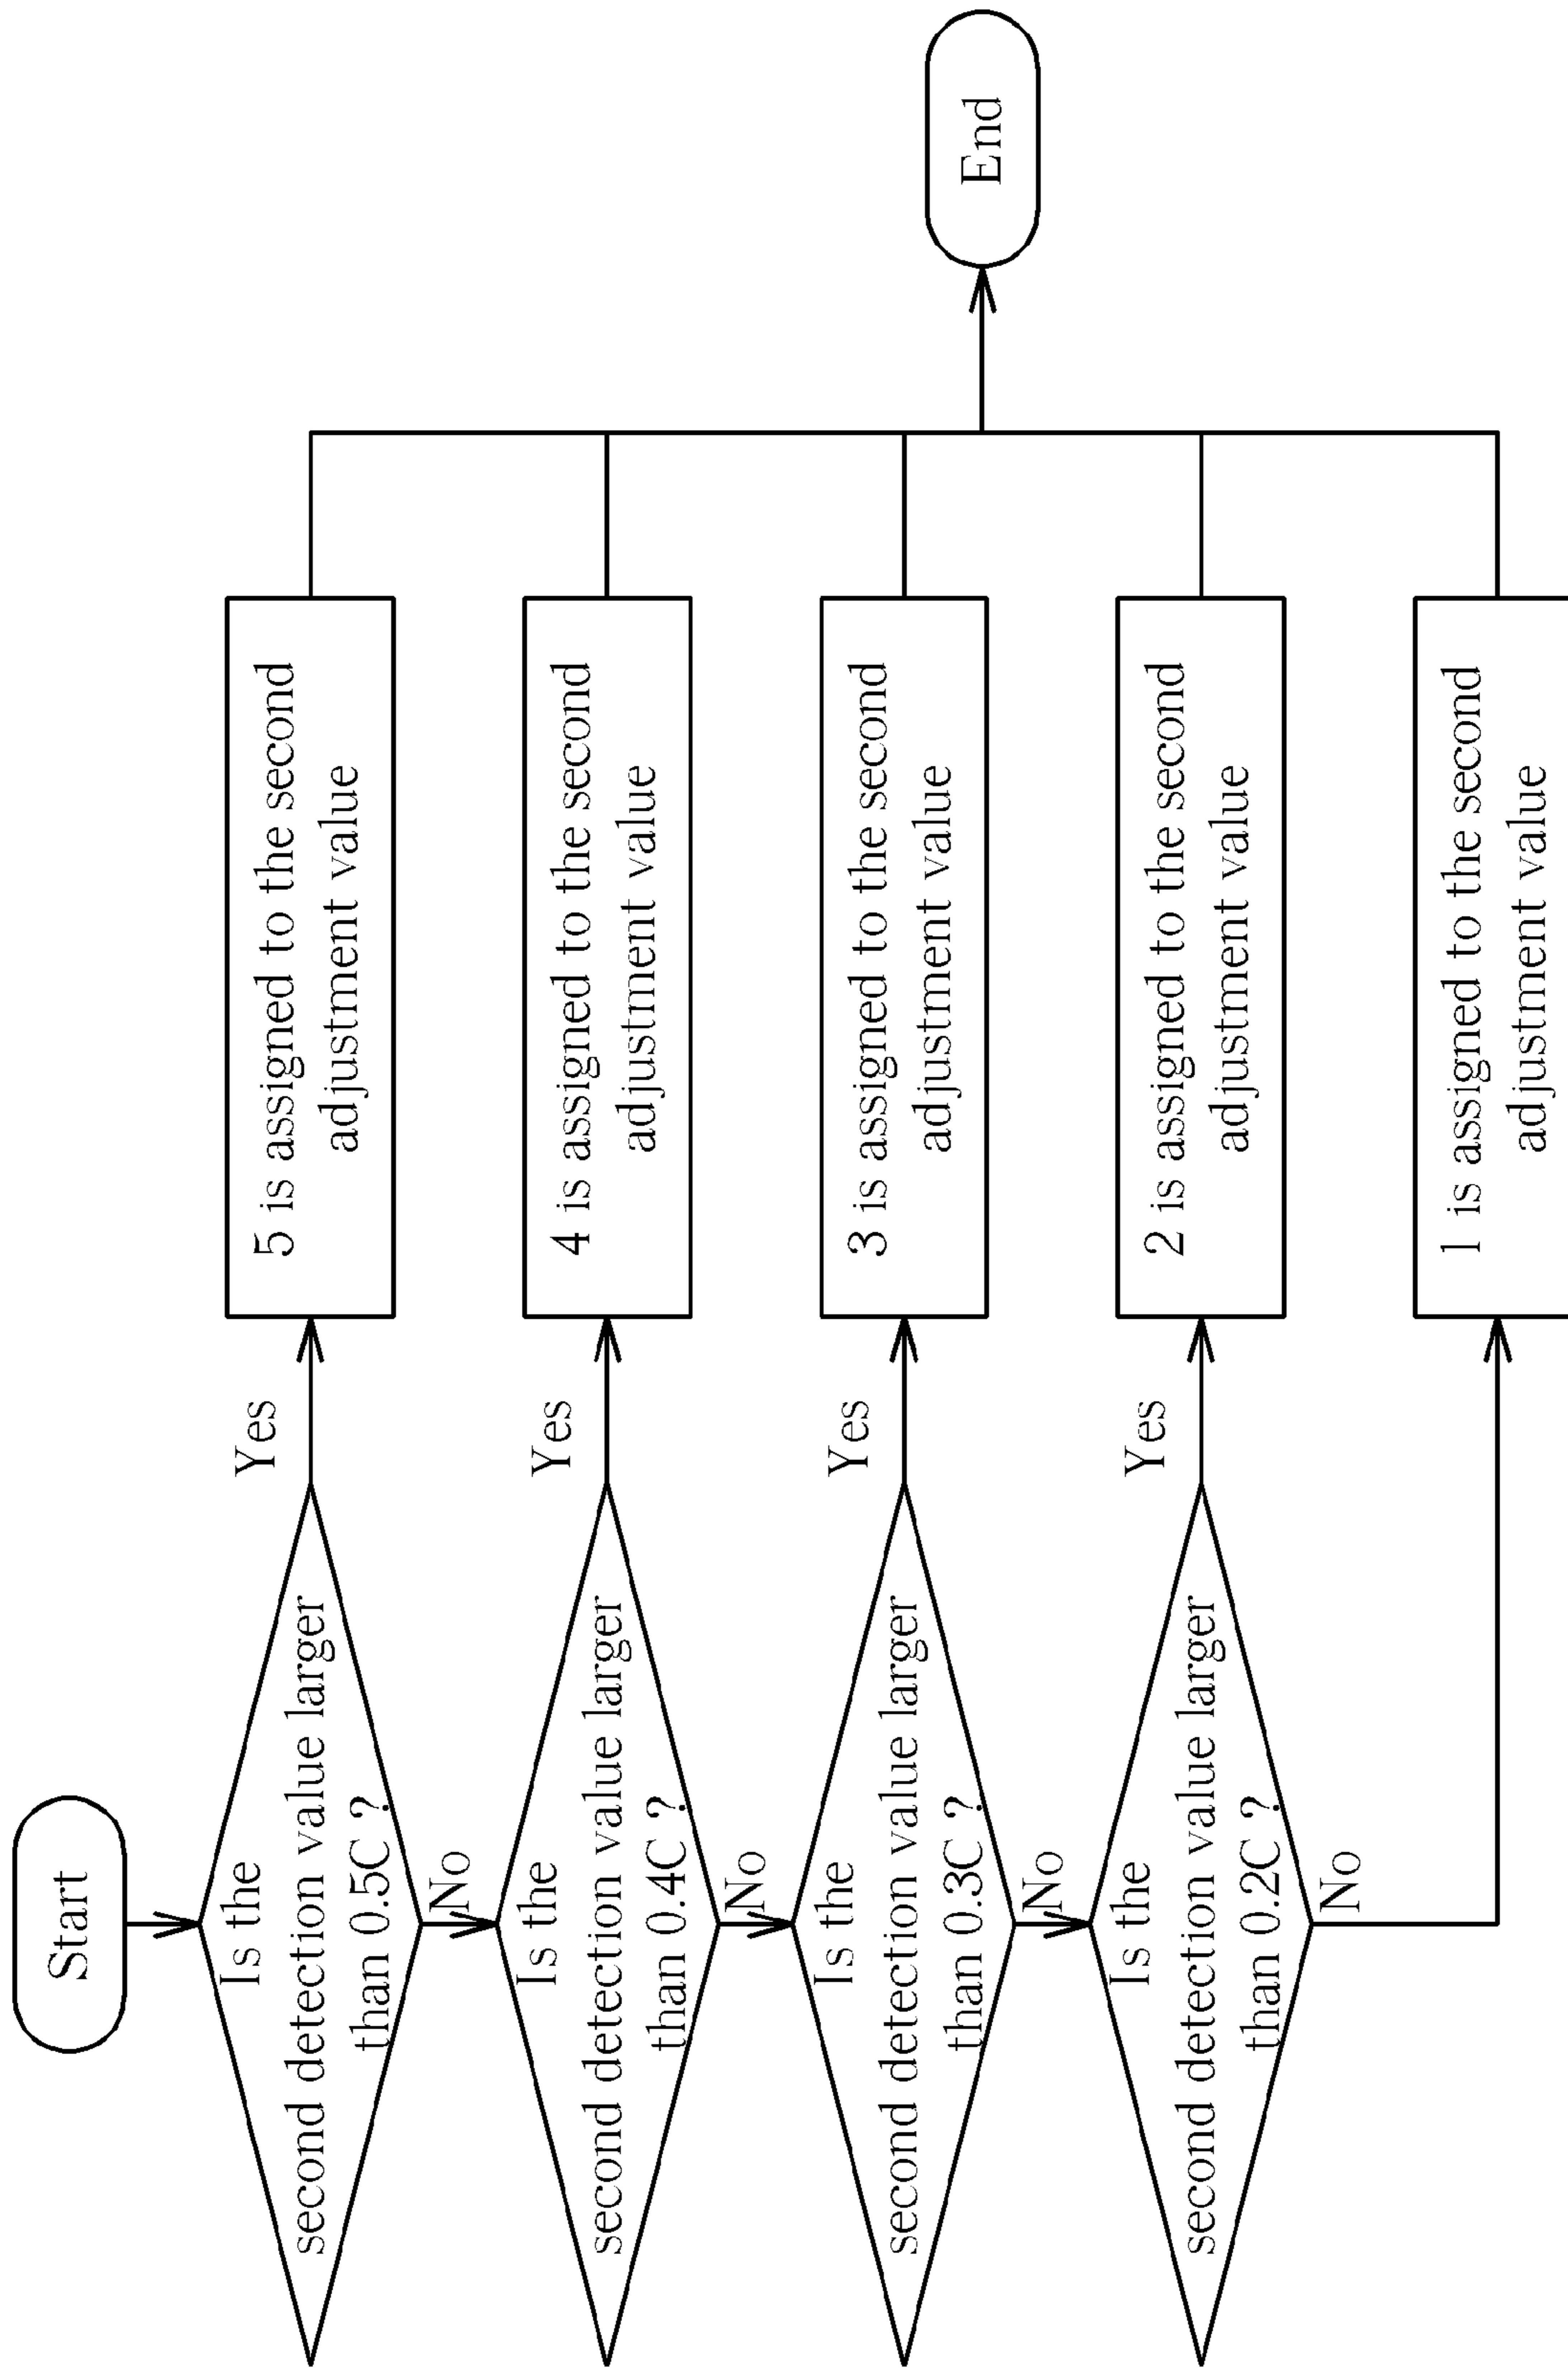 Start
Is the
second detection value larger
than 0.5C ?
Yes
5 is assigned to the second
adjustment value
No
Is the
second detection value larger
than 0.4C ?
Yes
4 is assigned to the second
adjustment value
No
Is the
second detection value larger
than 0.3C ?
Yes
3 is assigned to the second
adjustment value
No
Is the
second detection value larger
than 0.2C ?
Yes
2 is assigned to the second
adjustment value
No
1 is assigned to the second
adjustment value
End